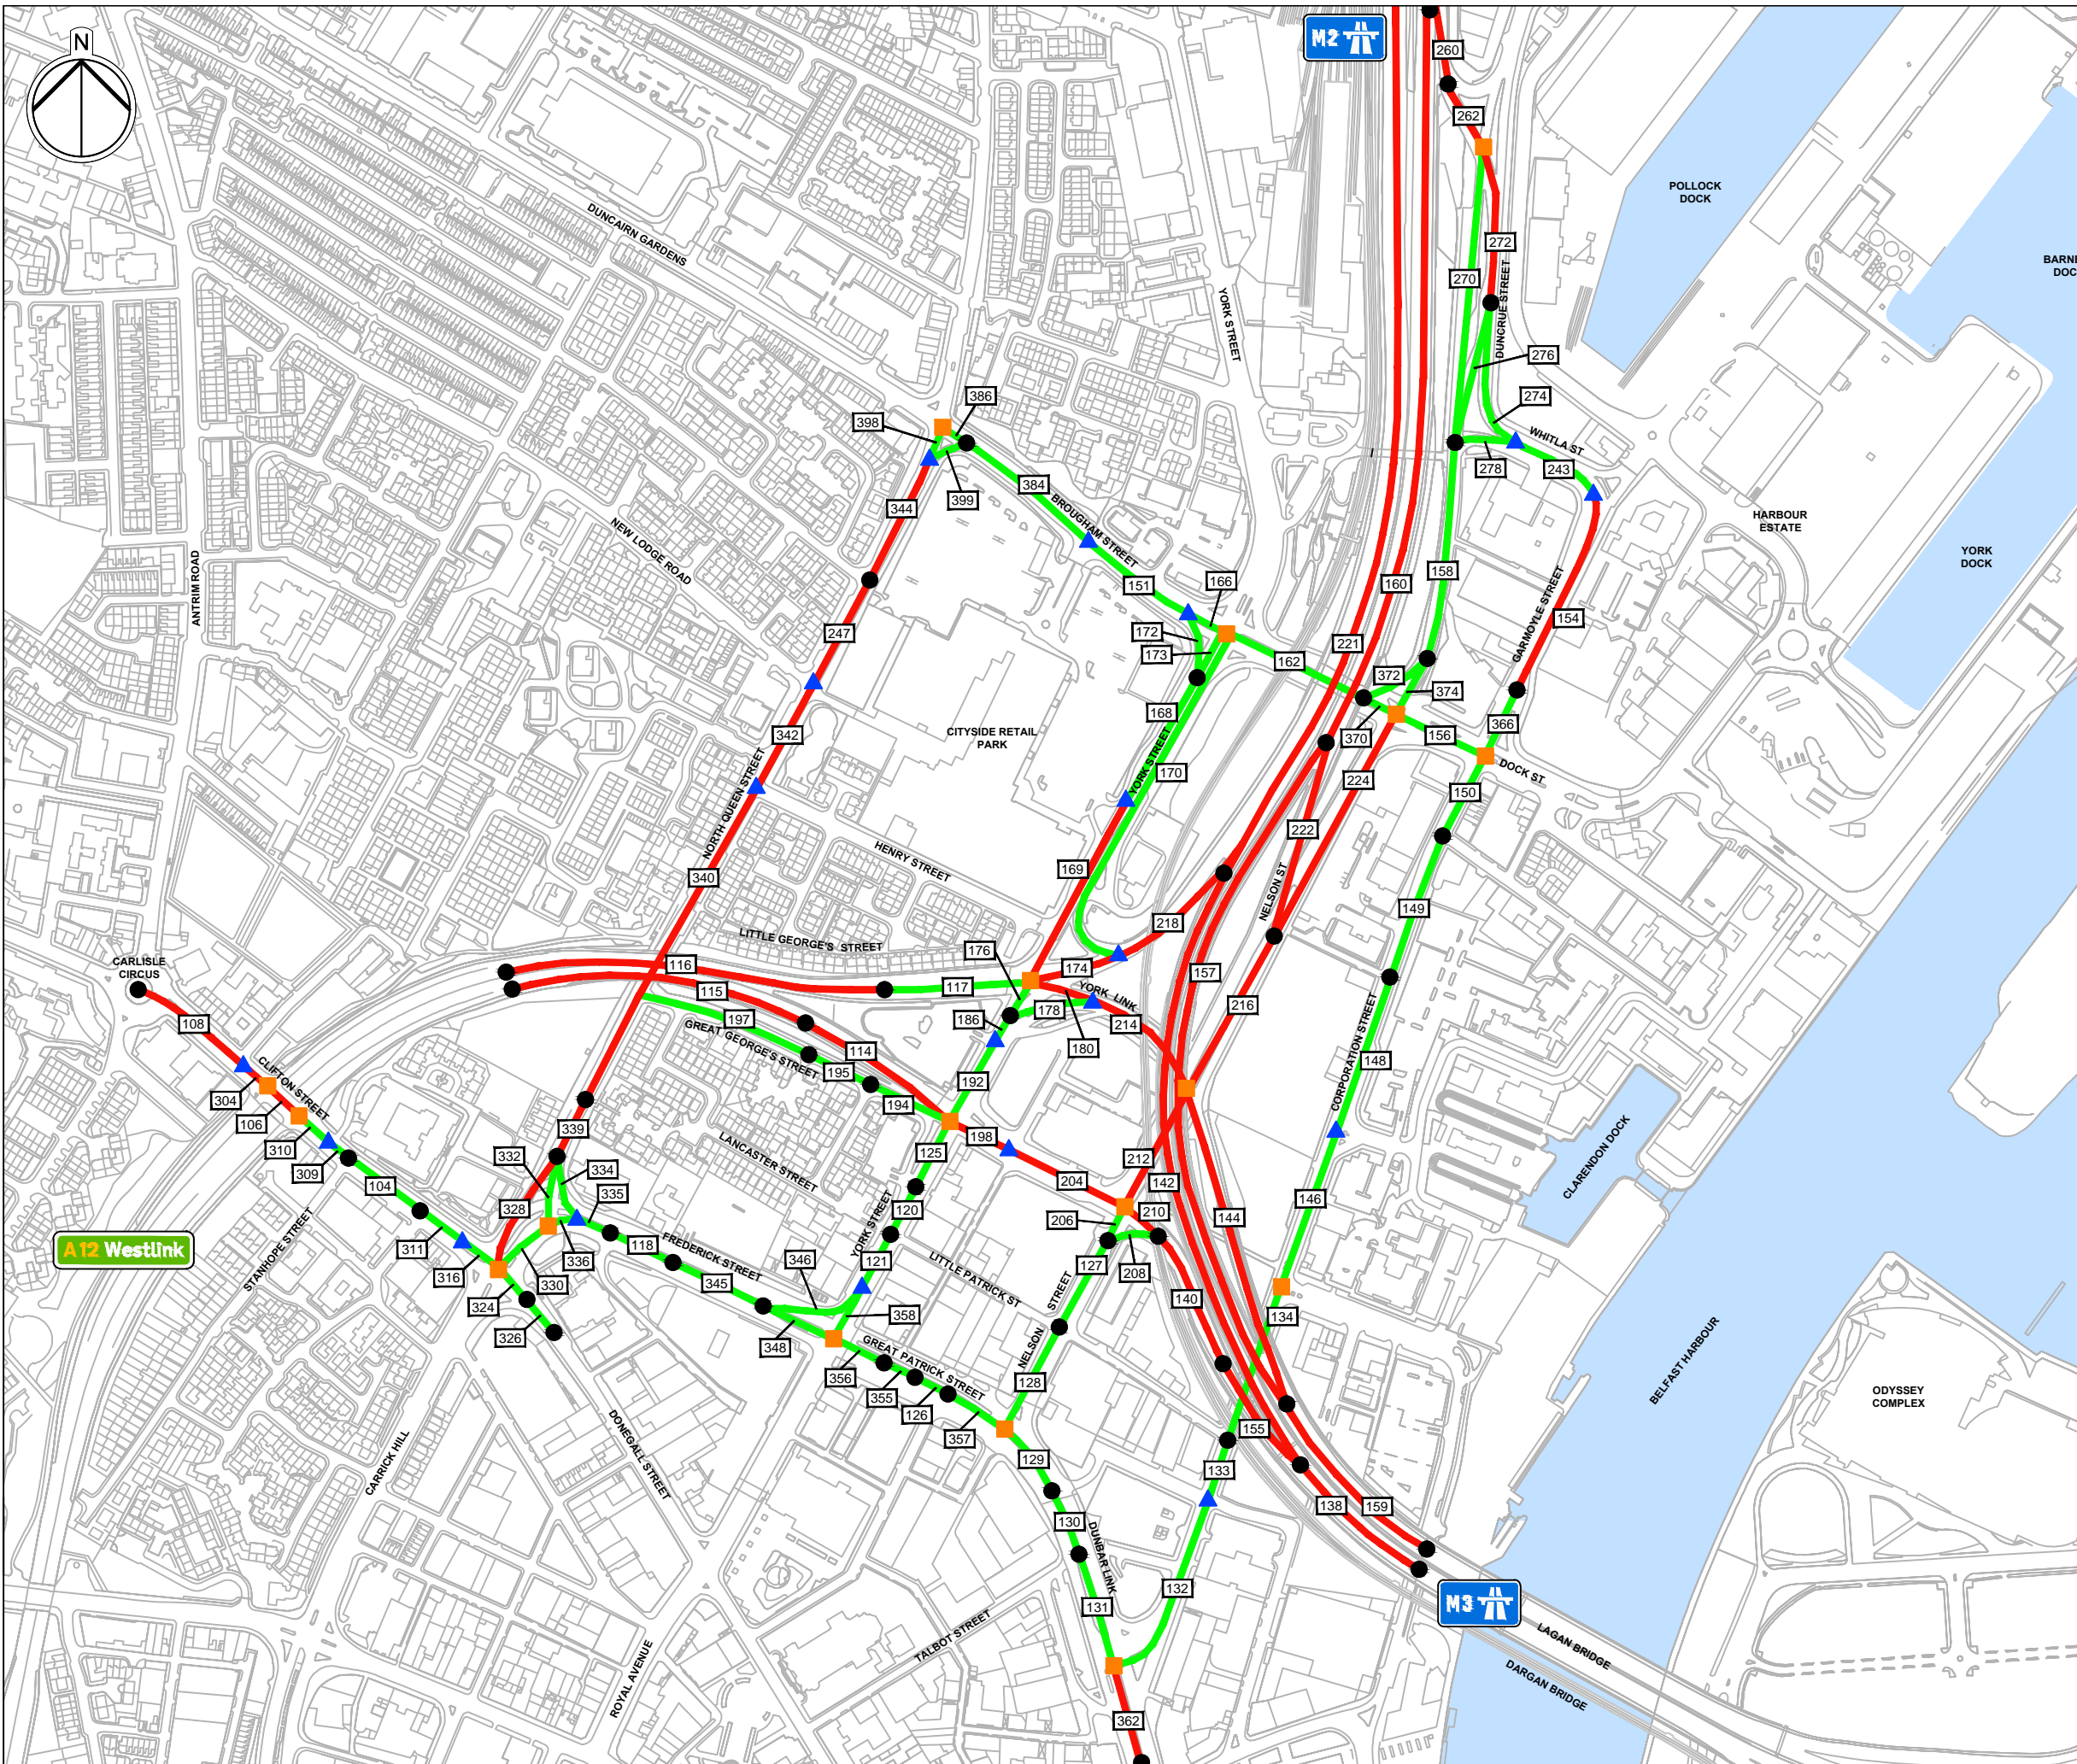 N
M2
260
262
POLLOCK
DOCK
DUNCAIRN GARDENS
272
BARNE
DOC
270
DUNCRUE STREET
YORK STREET
276
386
274
398
WHITLA ST
278
243
384
399
344
BROUGHAM STREET
HARBOUR
ESTATE
NEW LODGE ROAD
YORK
DOCK
ANTRIM ROAD
151
166
158
160
154
GARMOYLE STREET
247
172
173
221
162
372
374
168
366
342
CITYSIDE RETAIL
PARK
370
156
YORK STREET
170
224
DOCK ST
150
NORTH QUEEN STREET
222
HENRY STREET
169
340
NELSON ST
149
218
LITTLE GEORGE'S STREET
176
CARLISLE
CIRCUS
116
174
157
117
YORK LINK
115
178
216
108
197
186
214
GREAT GEORGE'S STREET
180
114
CORPORATION STREET
148
CLIFTON STREET
195
192
304
194
106
339
198
310
125
332
LANCASTER STREET
212
CLARENDON DOCK
309
334
104
204
142
335
328
120
146
STANHOPE STREET
206
210
144
A12 Westlink
311
118
FREDERICK STREET
YORK STREET
336
346
121
LITTLE PATRICK ST
127
208
316
330
345
324
140
358
NELSON STREET
134
326
348
GREAT PATRICK STREET
BELFAST HARBOUR
356
128
355
ODYSSEY
COMPLEX
126
DONEGALL STREET
357
155
CARRICK HILL
129
133
138
159
130
DUNBAR LINK
132
131
M3
TALBOT STREET
LAGAN BRIDGE
ROYAL AVENUE
DARGAN BRIDGE
362